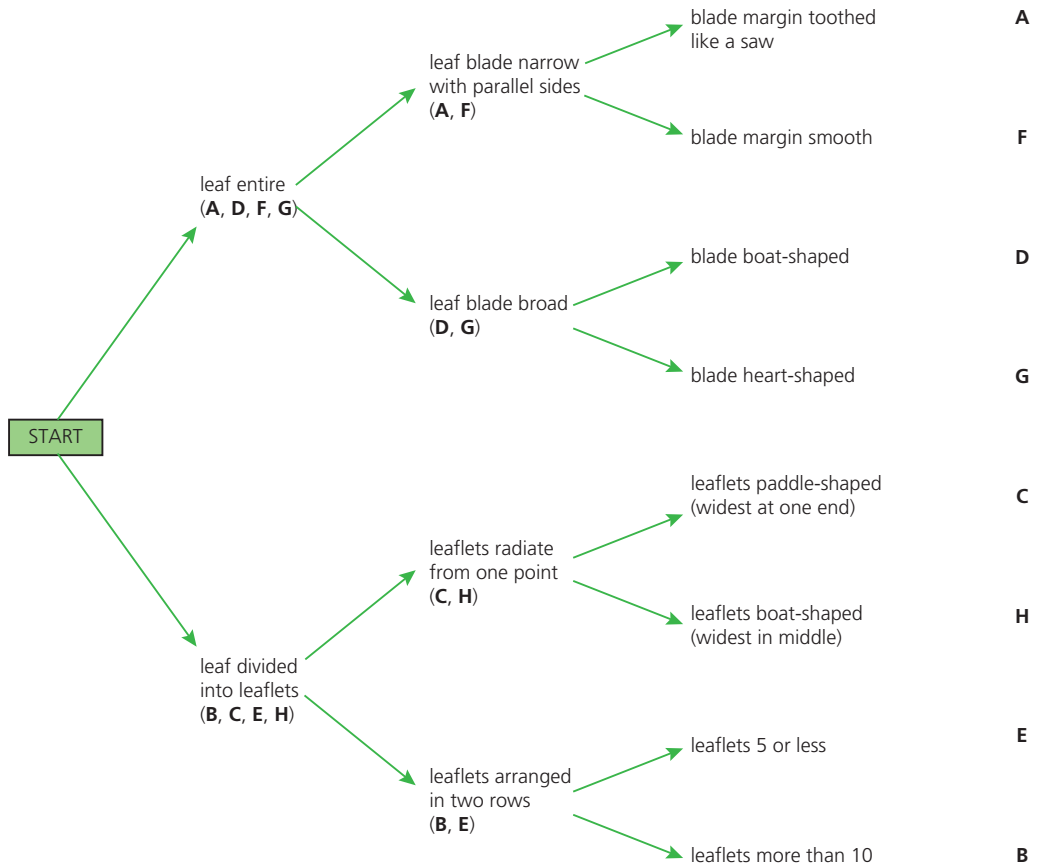 blade margin toothed
like a saw
A
leaf blade narrow
with parallel sides
(A, F)
blade margin smooth
F
leaf entire
(A, D, F, G)
blade boat-shaped
D
leaf blade broad
(D, G)
blade heart-shaped
G
START
leaflets paddle-shaped
(widest at one end)
C
leaflets radiate
from one point
(C, H)
leaflets boat-shaped
(widest in middle)
H
leaf divided
into leaflets
(B, C, E, H)
leaflets 5 or less
E
leaflets arranged
in two rows
(B, E)
leaflets more than 10
B